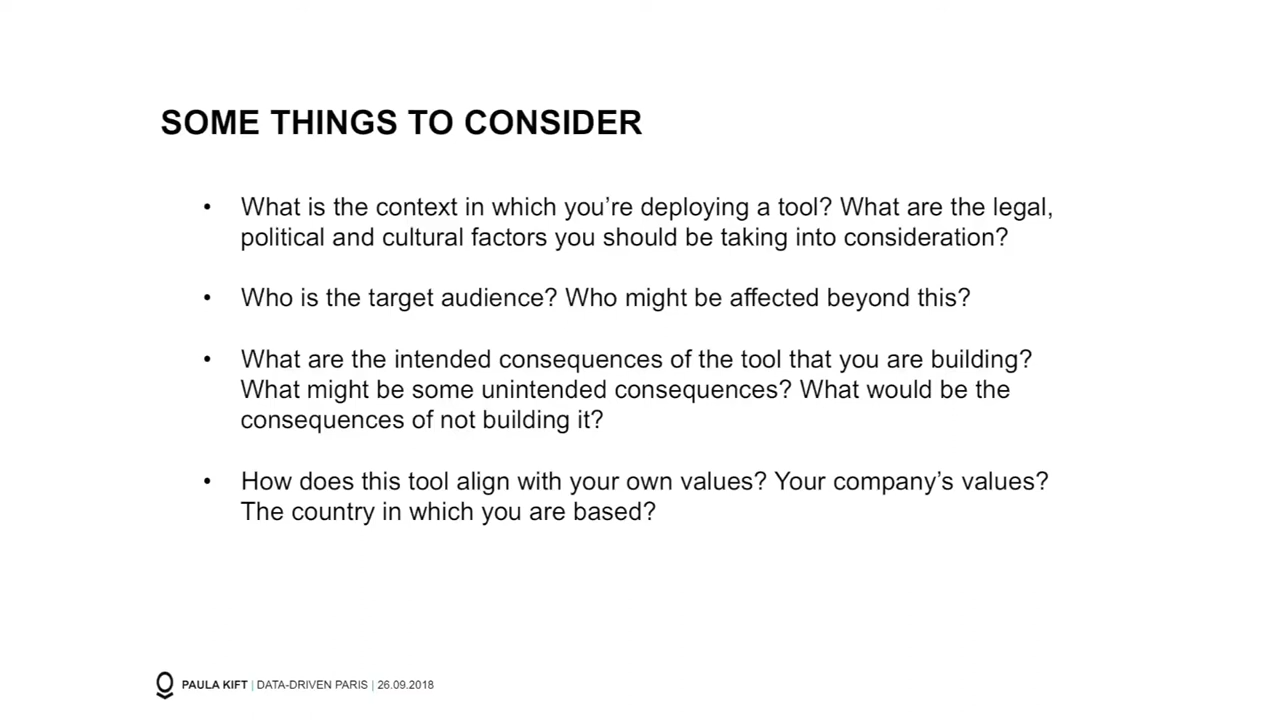 SOME THINGS TO CONSIDER
• What is the context in which you’re deploying a tool? What are the legal,
political and cultural factors you should be taking into consideration?
• Who is the target audience? Who might be affected beyond this?
• What are the intended consequences of the tool that you are building?
What might be some unintended consequences? What would be the
consequences of not building it?
• How does this tool align with your own values? Your company’s values?
The country in which you are based?
PAULA KIFT | DATA-DRIVEN PARIS | 26.09.2018